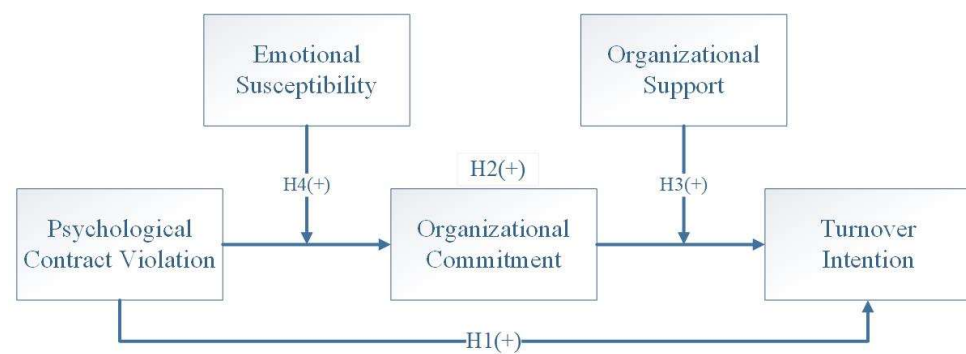 Emotional
Susceptibility
Organizational
Support
H2(+)
H4(+)
H3(+)
Psychological
Contract Violation
Organizational
Commitment
Turnover
Intention
H1(+)